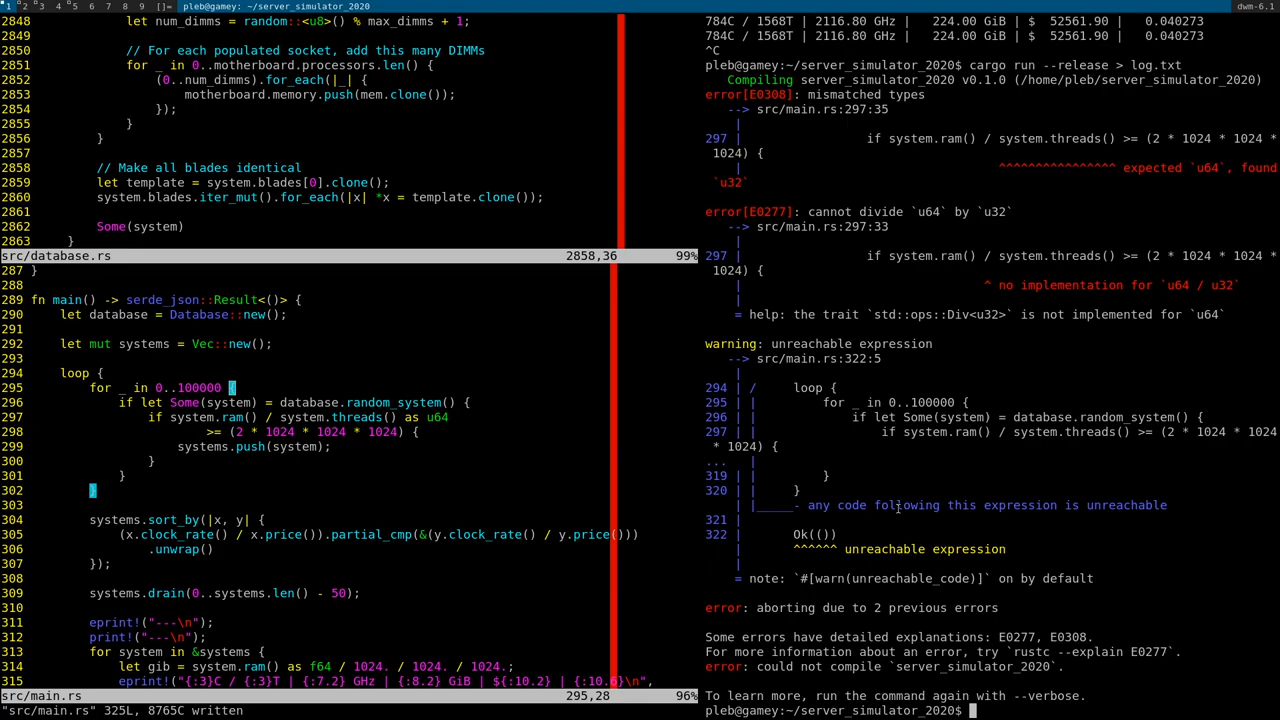 1 2 3 4 5 6 7 8 9 []= pleb@gamey:~/server_simulator_2020 dwm-6.1
2848                 let num_dimms = random::<u8>() % max_dimms + 1;
2849
2850                 // For each populated socket, add this many DIMMs
2851                 for _ in 0..motherboard.processors.len() {
2852                     (0..num_dimms).for_each(|_| {
2853                         motherboard.memory.push(mem.clone());
2854                     });
2855                 }
2856             }
2857
2858             // Make all blades identical
2859             let template = system.blades[0].clone();
2860             system.blades.iter_mut().for_each(|x| *x = template.clone());
2861
2862             Some(system)
2863         }
src/database.rs 2858,36 99%
287 }
288
289 fn main() -> serde_json::Result<()> {
290     let database = Database::new();
291
292     let mut systems = Vec::new();
293
294     loop {
295         for _ in 0..100000 {
296             if let Some(system) = database.random_system() {
297                 if system.ram() / system.threads() as u64
298                         >= (2 * 1024 * 1024 * 1024) {
299                     systems.push(system);
300                 }
301             }
302         }
303
304         systems.sort_by(|x, y| {
305             (x.clock_rate() / x.price()).partial_cmp(&(y.clock_rate() / y.price()))
306                 .unwrap()
307         });
308
309         systems.drain(0..systems.len() - 50);
310
311         eprint!("---\n");
312         print!("---\n");
313         for system in &systems {
314             let gib = system.ram() as f64 / 1024. / 1024. / 1024.;
315             eprint!("{:3}C / {:3}T | {:7.2} GHz | {:8.2} GiB | ${:10.2} | {:10.6}\n",
src/main.rs 295,28 96%
"src/main.rs" 325L, 8765C written
784C / 1568T | 2116.80 GHz |   224.00 GiB | $  52561.90 |   0.040273
784C / 1568T | 2116.80 GHz |   224.00 GiB | $  52561.90 |   0.040273
^C
pleb@gamey:~/server_simulator_2020$ cargo run --release > log.txt
   Compiling server_simulator_2020 v0.1.0 (/home/pleb/server_simulator_2020)
error[E0308]: mismatched types
   --> src/main.rs:297:35
    |
297 |                 if system.ram() / system.threads() >= (2 * 1024 * 1024 *
 1024) {
    |                                   ^^^^^^^^^^^^^^^^ expected `u64`, found
 `u32`

error[E0277]: cannot divide `u64` by `u32`
   --> src/main.rs:297:33
    |
297 |                 if system.ram() / system.threads() >= (2 * 1024 * 1024 *
 1024) {
    |                                 ^ no implementation for `u64 / u32`
    |
    = help: the trait `std::ops::Div<u32>` is not implemented for `u64`

warning: unreachable expression
   --> src/main.rs:322:5
    |
294 | /     loop {
295 | |         for _ in 0..100000 {
296 | |             if let Some(system) = database.random_system() {
297 | |                 if system.ram() / system.threads() >= (2 * 1024 * 1024
 * 1024) {
...   |
319 | |         }
320 | |     }
    | |_____- any code following this expression is unreachable
321 |
322 |       Ok(())
    |       ^^^^^^ unreachable expression
    |
    = note: `#[warn(unreachable_code)]` on by default

error: aborting due to 2 previous errors

Some errors have detailed explanations: E0277, E0308.
For more information about an error, try `rustc --explain E0277`.
error: could not compile `server_simulator_2020`.

To learn more, run the command again with --verbose.
pleb@gamey:~/server_simulator_2020$